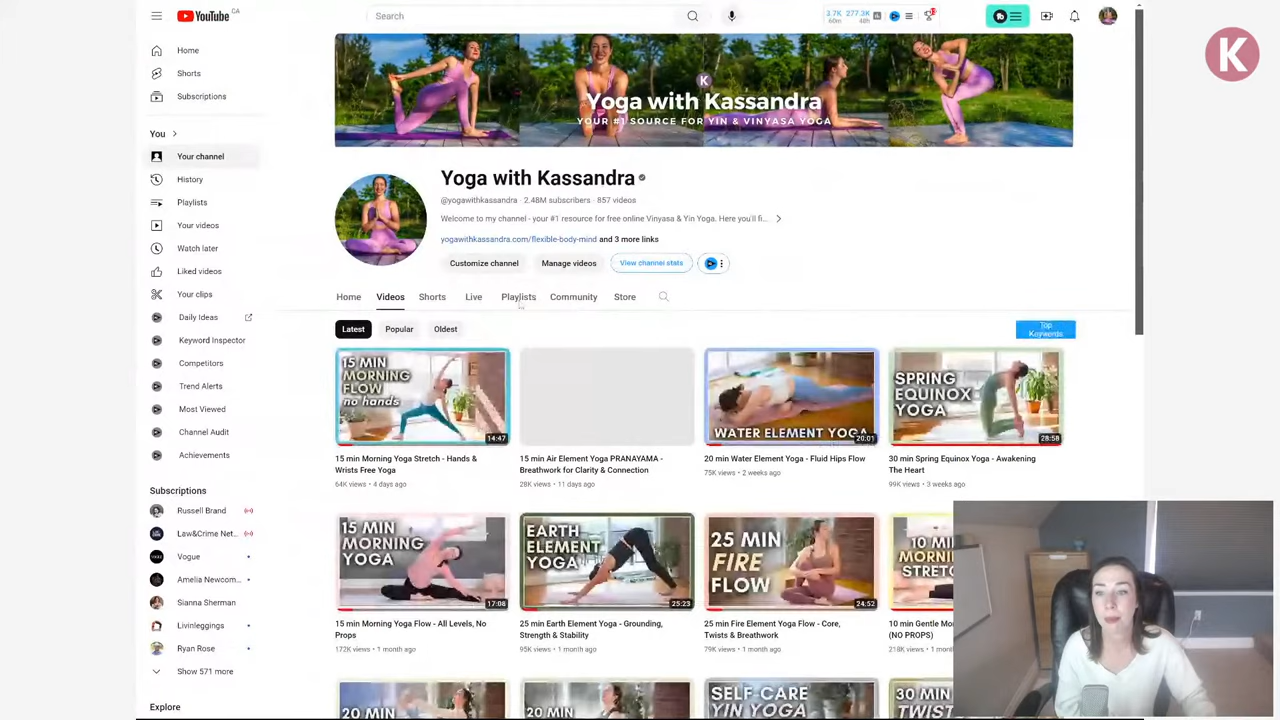 YouTube CA
Search
3.7K 277.3K
60m 48h
K
Home
Shorts
Subscriptions
You
Your channel
History
Playlists
Your videos
Watch later
Liked videos
Your clips
Daily Ideas
Keyword Inspector
Competitors
Trend Alerts
Most Viewed
Channel Audit
Achievements
Subscriptions
Russell Brand
Law&Crime Net...
Vogue
Amelia Newcom...
Sianna Sherman
Livinleggings
Ryan Rose
Show 571 more
Explore
K
Yoga with Kassandra
YOUR #1 SOURCE FOR YIN & VINYASA YOGA
Yoga with Kassandra
@yogawithkassandra · 2.48M subscribers · 857 videos
Welcome to my channel - your #1 resource for free online Vinyasa & Yin Yoga. Here you'll fi...
yogawithkassandra.com/flexible-body-mind and 3 more links
Customize channel Manage videos View channel stats
Home Videos Shorts Live Playlists Community Store
Latest Popular Oldest
Top
Keywords
15 MIN
MORNING
FLOW
no hands
14:47
WATER ELEMENT YOGA
20:01
SPRING
EQUINOX
YOGA
28:58
15 min Morning Yoga Stretch - Hands &
Wrists Free Yoga
64K views • 4 days ago
15 min Air Element Yoga PRANAYAMA -
Breathwork for Clarity & Connection
28K views • 11 days ago
20 min Water Element Yoga - Fluid Hips Flow
75K views • 2 weeks ago
30 min Spring Equinox Yoga - Awakening
The Heart
99K views • 3 weeks ago
15 MIN
MORNING
YOGA
17:08
EARTH
ELEMENT
YOGA
25:23
25 MIN
FIRE
FLOW
24:52
10 MIN
MORNING
STRETC
15 min Morning Yoga Flow - All Levels, No
Props
172K views • 1 month ago
25 min Earth Element Yoga - Grounding,
Strength & Stability
95K views • 1 month ago
25 min Fire Element Yoga Flow - Core,
Twists & Breathwork
79K views • 1 month ago
10 min Gentle Mo
(NO PROPS)
218K views • 1 mon
20 MIN
20 MIN
SELF-CARE
YIN YOGA
30 MIN
TWIST